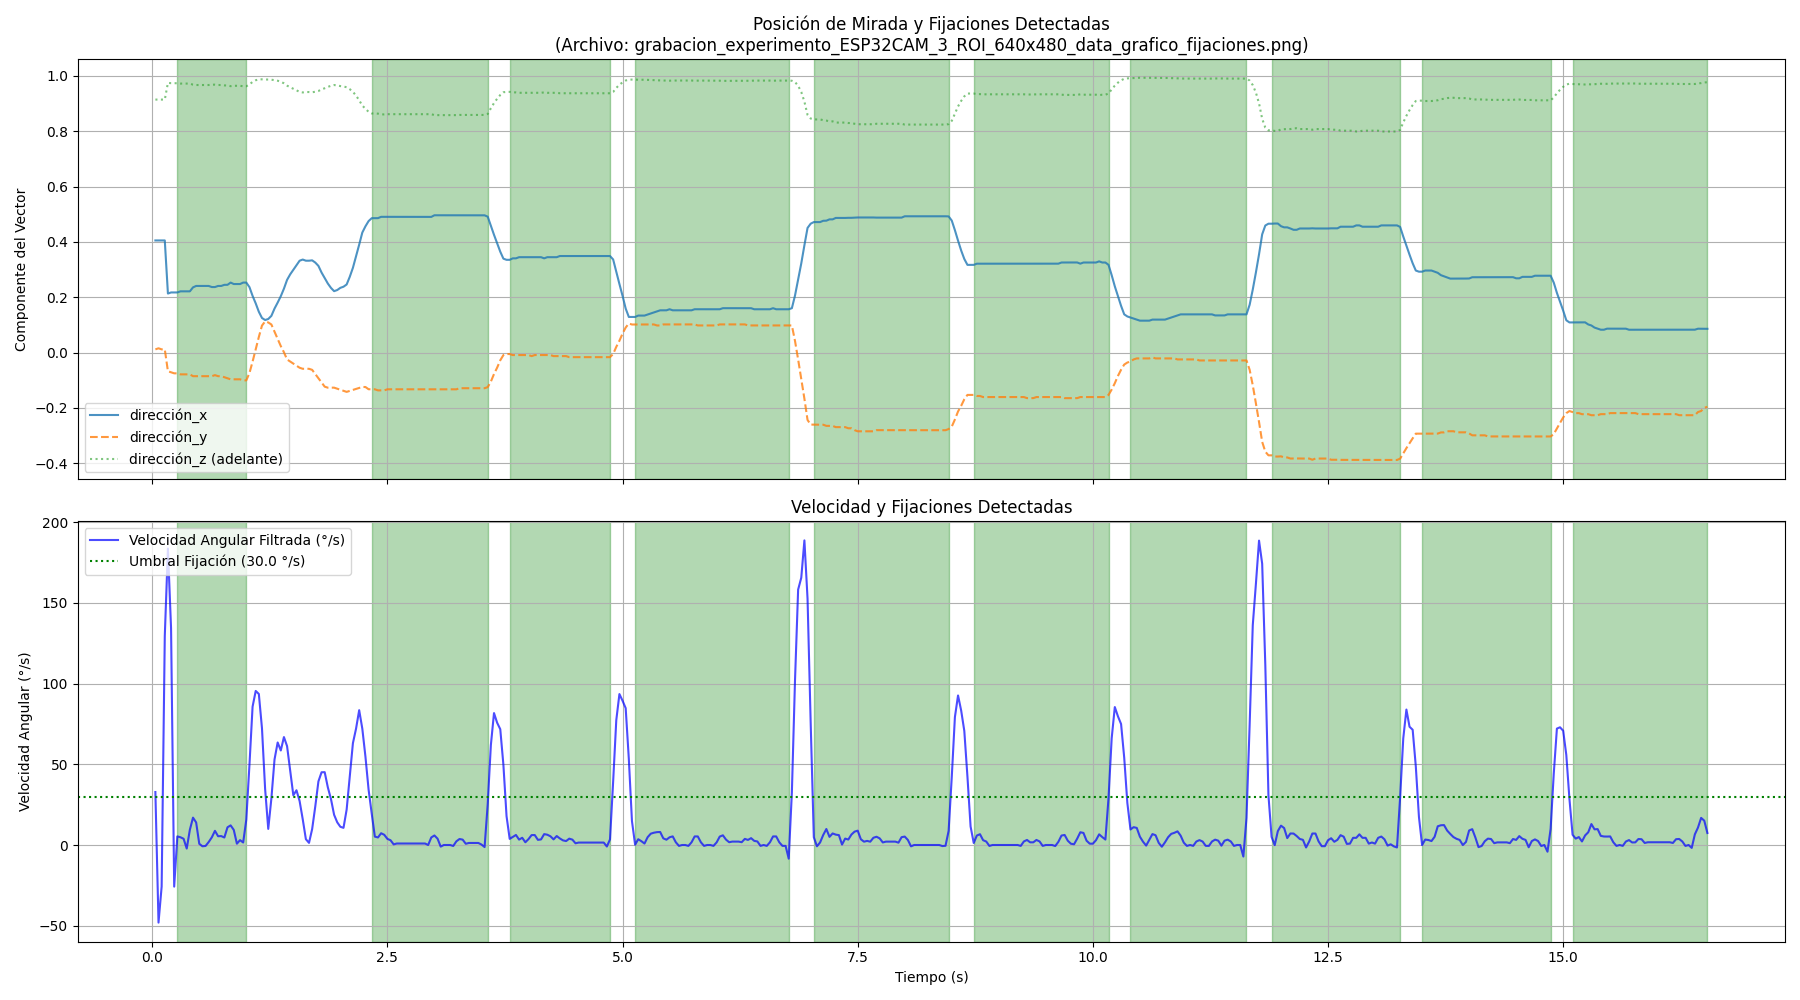 Posición de Mirada y Fijaciones Detectadas
(Archivo: grabacion_experimento_ESP32CAM_3_ROI_640x480_data_grafico_fijaciones.png)
Componente del Vector
1.0
0.8
0.6
0.4
0.2
0.0
−0.2
−0.4
dirección_x
dirección_y
dirección_z (adelante)
Velocidad y Fijaciones Detectadas
Velocidad Angular (°/s)
200
150
100
50
0
−50
Velocidad Angular Filtrada (°/s)
Umbral Fijación (30.0 °/s)
0.0 2.5 5.0 7.5 10.0 12.5 15.0
Tiempo (s)